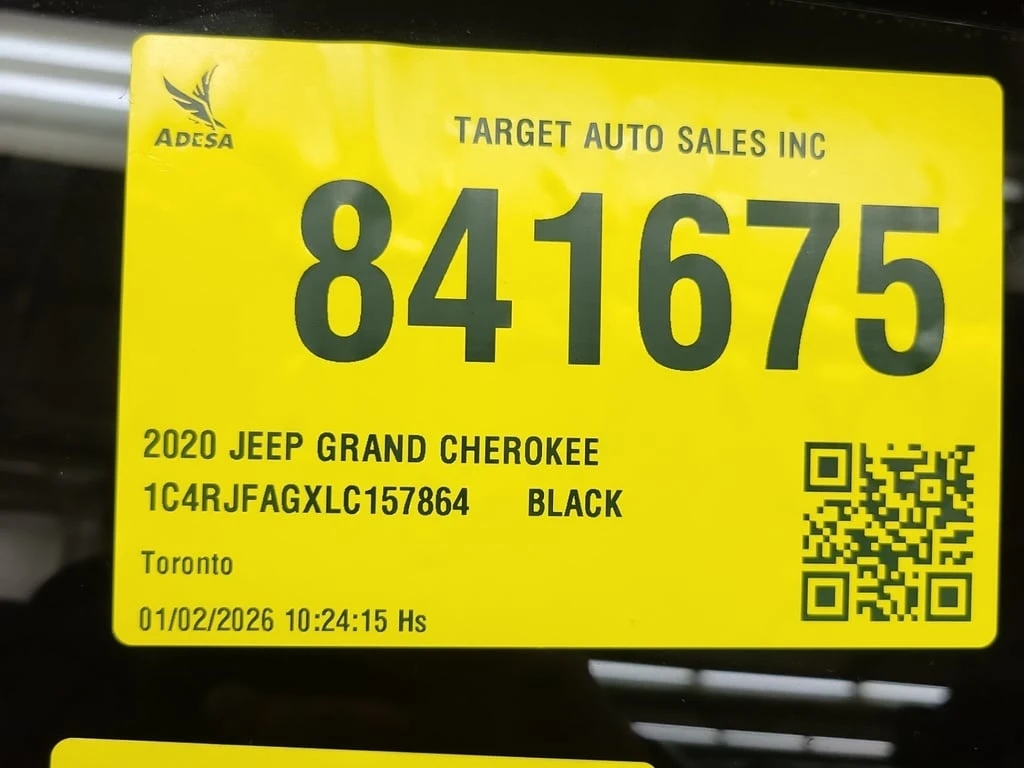 ADESA
TARGET AUTO SALES INC
841675
2020 JEEP GRAND CHEROKEE
1C4RJFAGXLC157864 BLACK
Toronto
01/02/2026 10:24:15 Hs